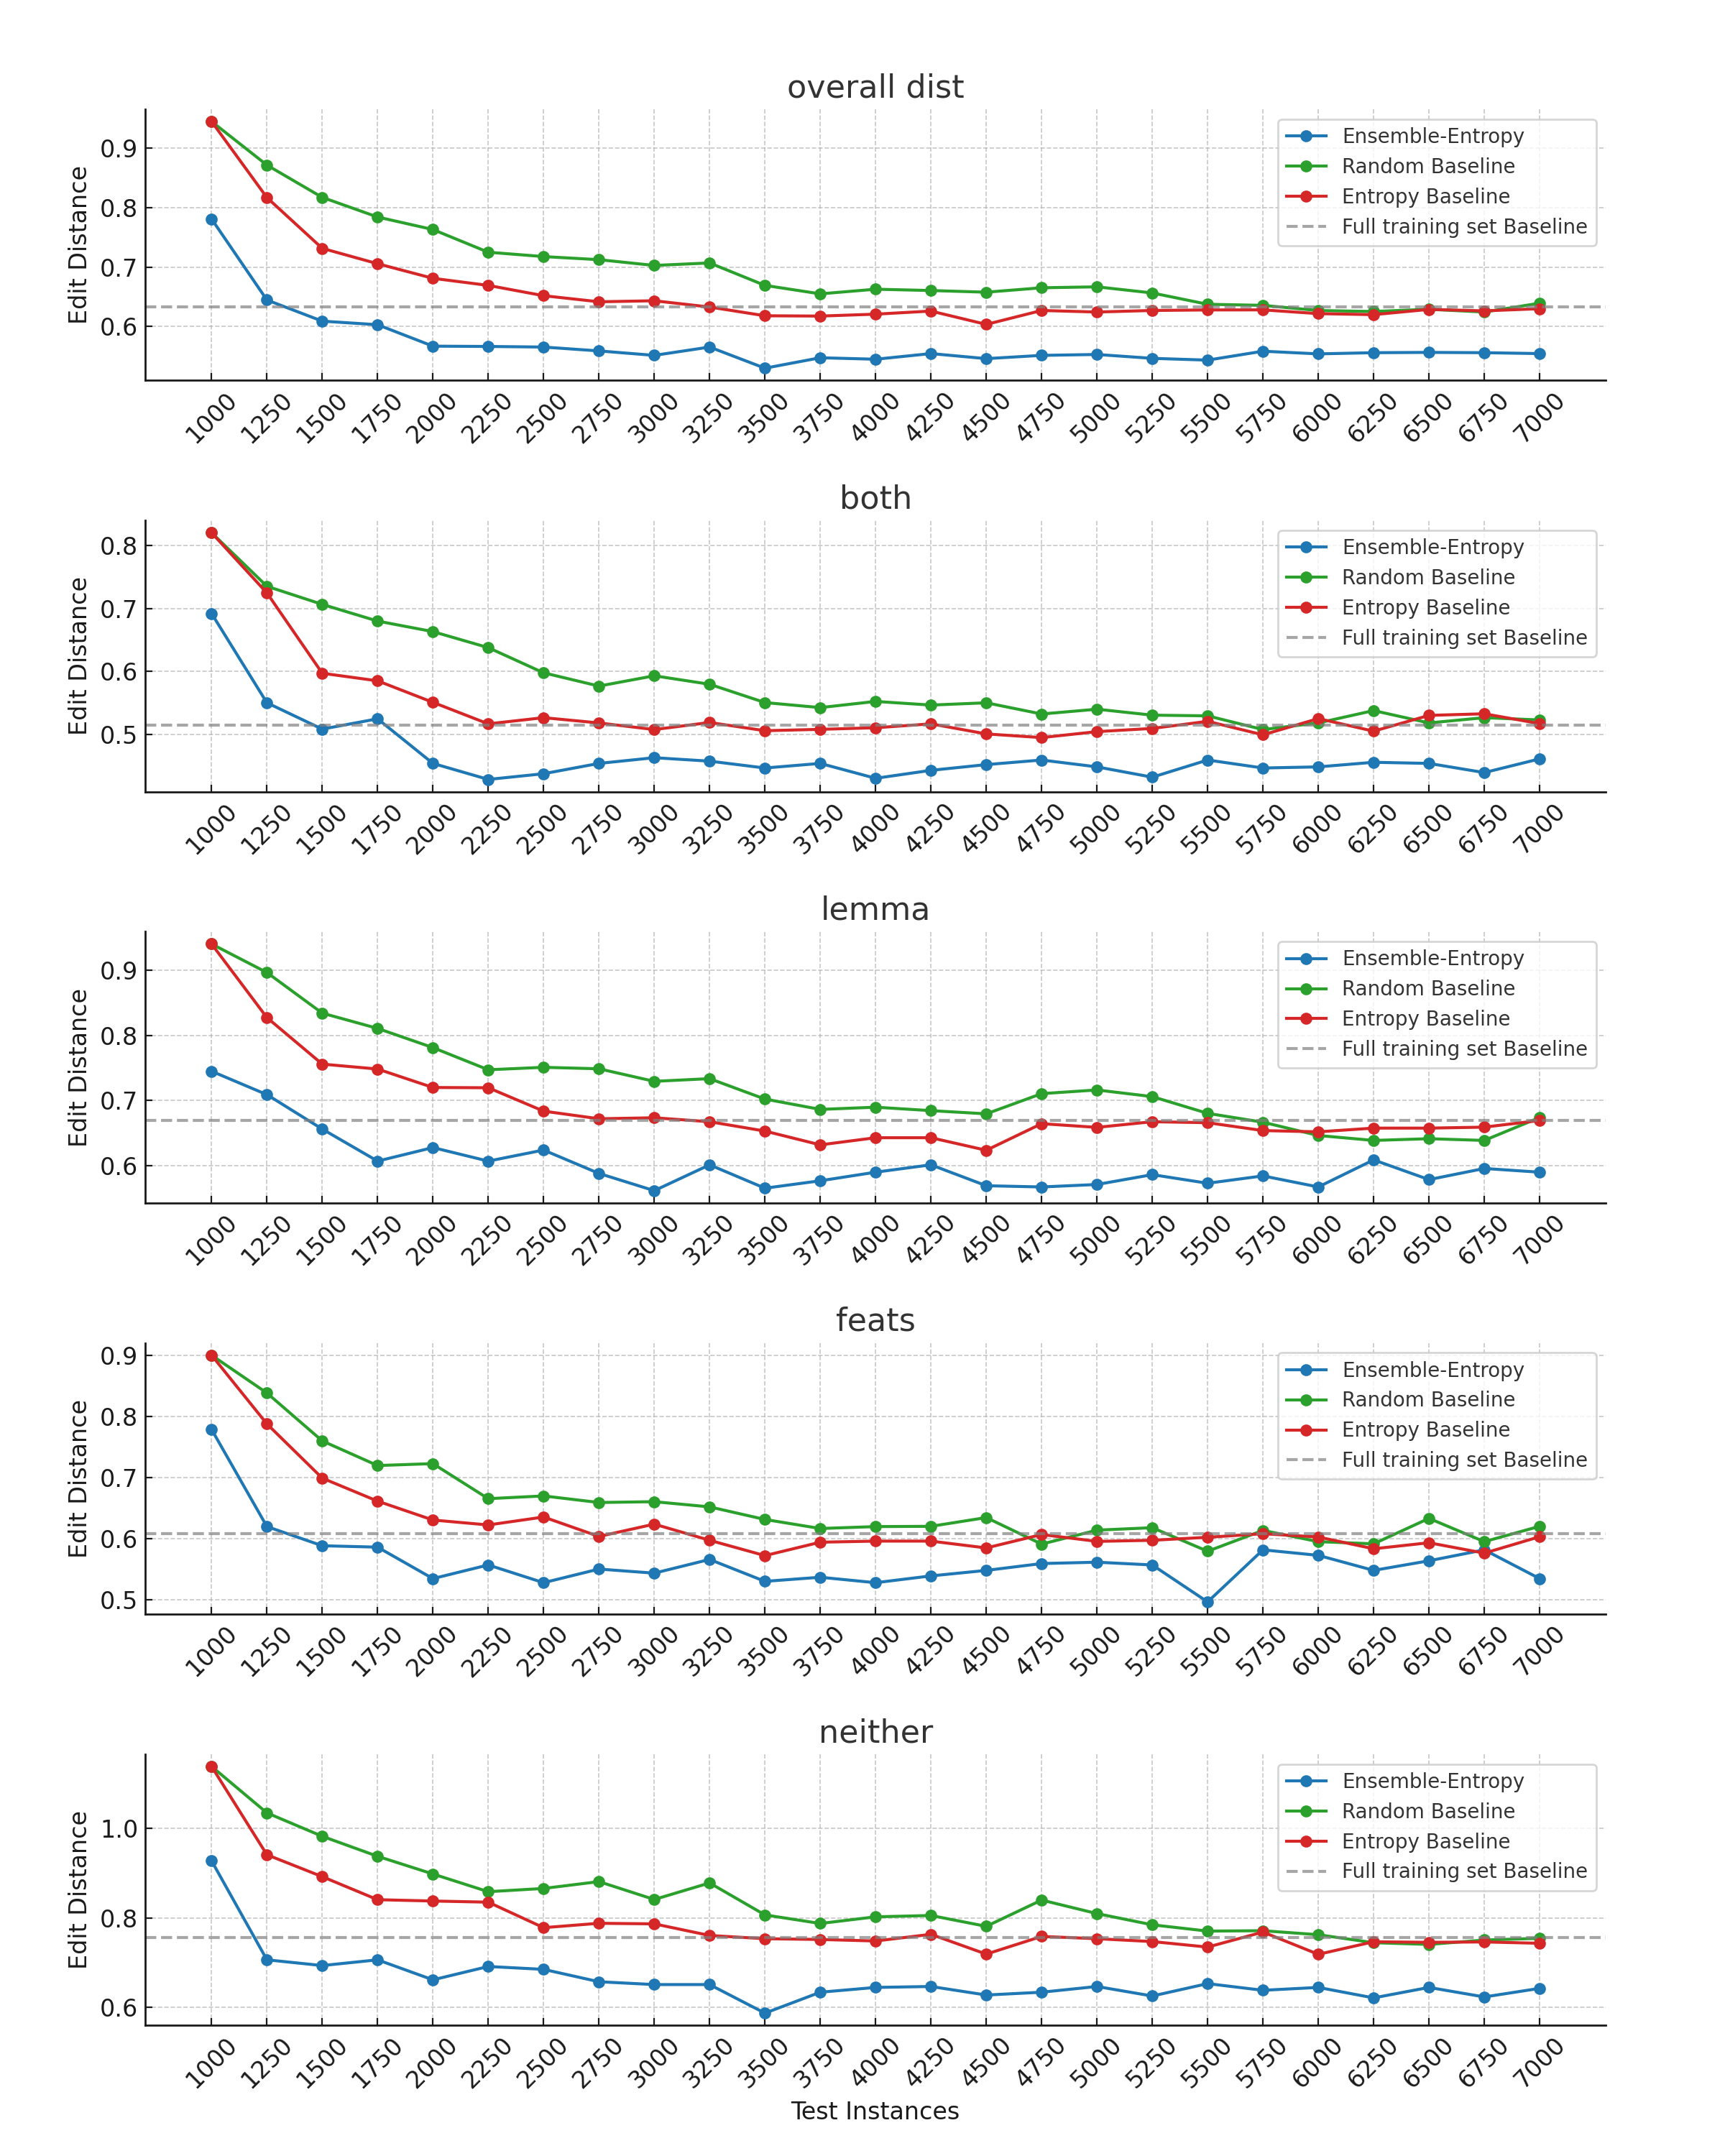 overall dist
Edit Distance
0.9
0.8
0.7
0.6
Ensemble-Entropy
Random Baseline
Entropy Baseline
Full training set Baseline
1000 1250 1500 1750 2000 2250 2500 2750 3000 3250 3500 3750 4000 4250 4500 4750 5000 5250 5500 5750 6000 6250 6500 6750 7000
both
Edit Distance
0.8
0.7
0.6
0.5
Ensemble-Entropy
Random Baseline
Entropy Baseline
Full training set Baseline
1000 1250 1500 1750 2000 2250 2500 2750 3000 3250 3500 3750 4000 4250 4500 4750 5000 5250 5500 5750 6000 6250 6500 6750 7000
lemma
Edit Distance
0.9
0.8
0.7
0.6
Ensemble-Entropy
Random Baseline
Entropy Baseline
Full training set Baseline
1000 1250 1500 1750 2000 2250 2500 2750 3000 3250 3500 3750 4000 4250 4500 4750 5000 5250 5500 5750 6000 6250 6500 6750 7000
feats
Edit Distance
0.9
0.8
0.7
0.6
0.5
Ensemble-Entropy
Random Baseline
Entropy Baseline
Full training set Baseline
1000 1250 1500 1750 2000 2250 2500 2750 3000 3250 3500 3750 4000 4250 4500 4750 5000 5250 5500 5750 6000 6250 6500 6750 7000
neither
Edit Distance
1.0
0.8
0.6
Ensemble-Entropy
Random Baseline
Entropy Baseline
Full training set Baseline
1000 1250 1500 1750 2000 2250 2500 2750 3000 3250 3500 3750 4000 4250 4500 4750 5000 5250 5500 5750 6000 6250 6500 6750 7000
Test Instances